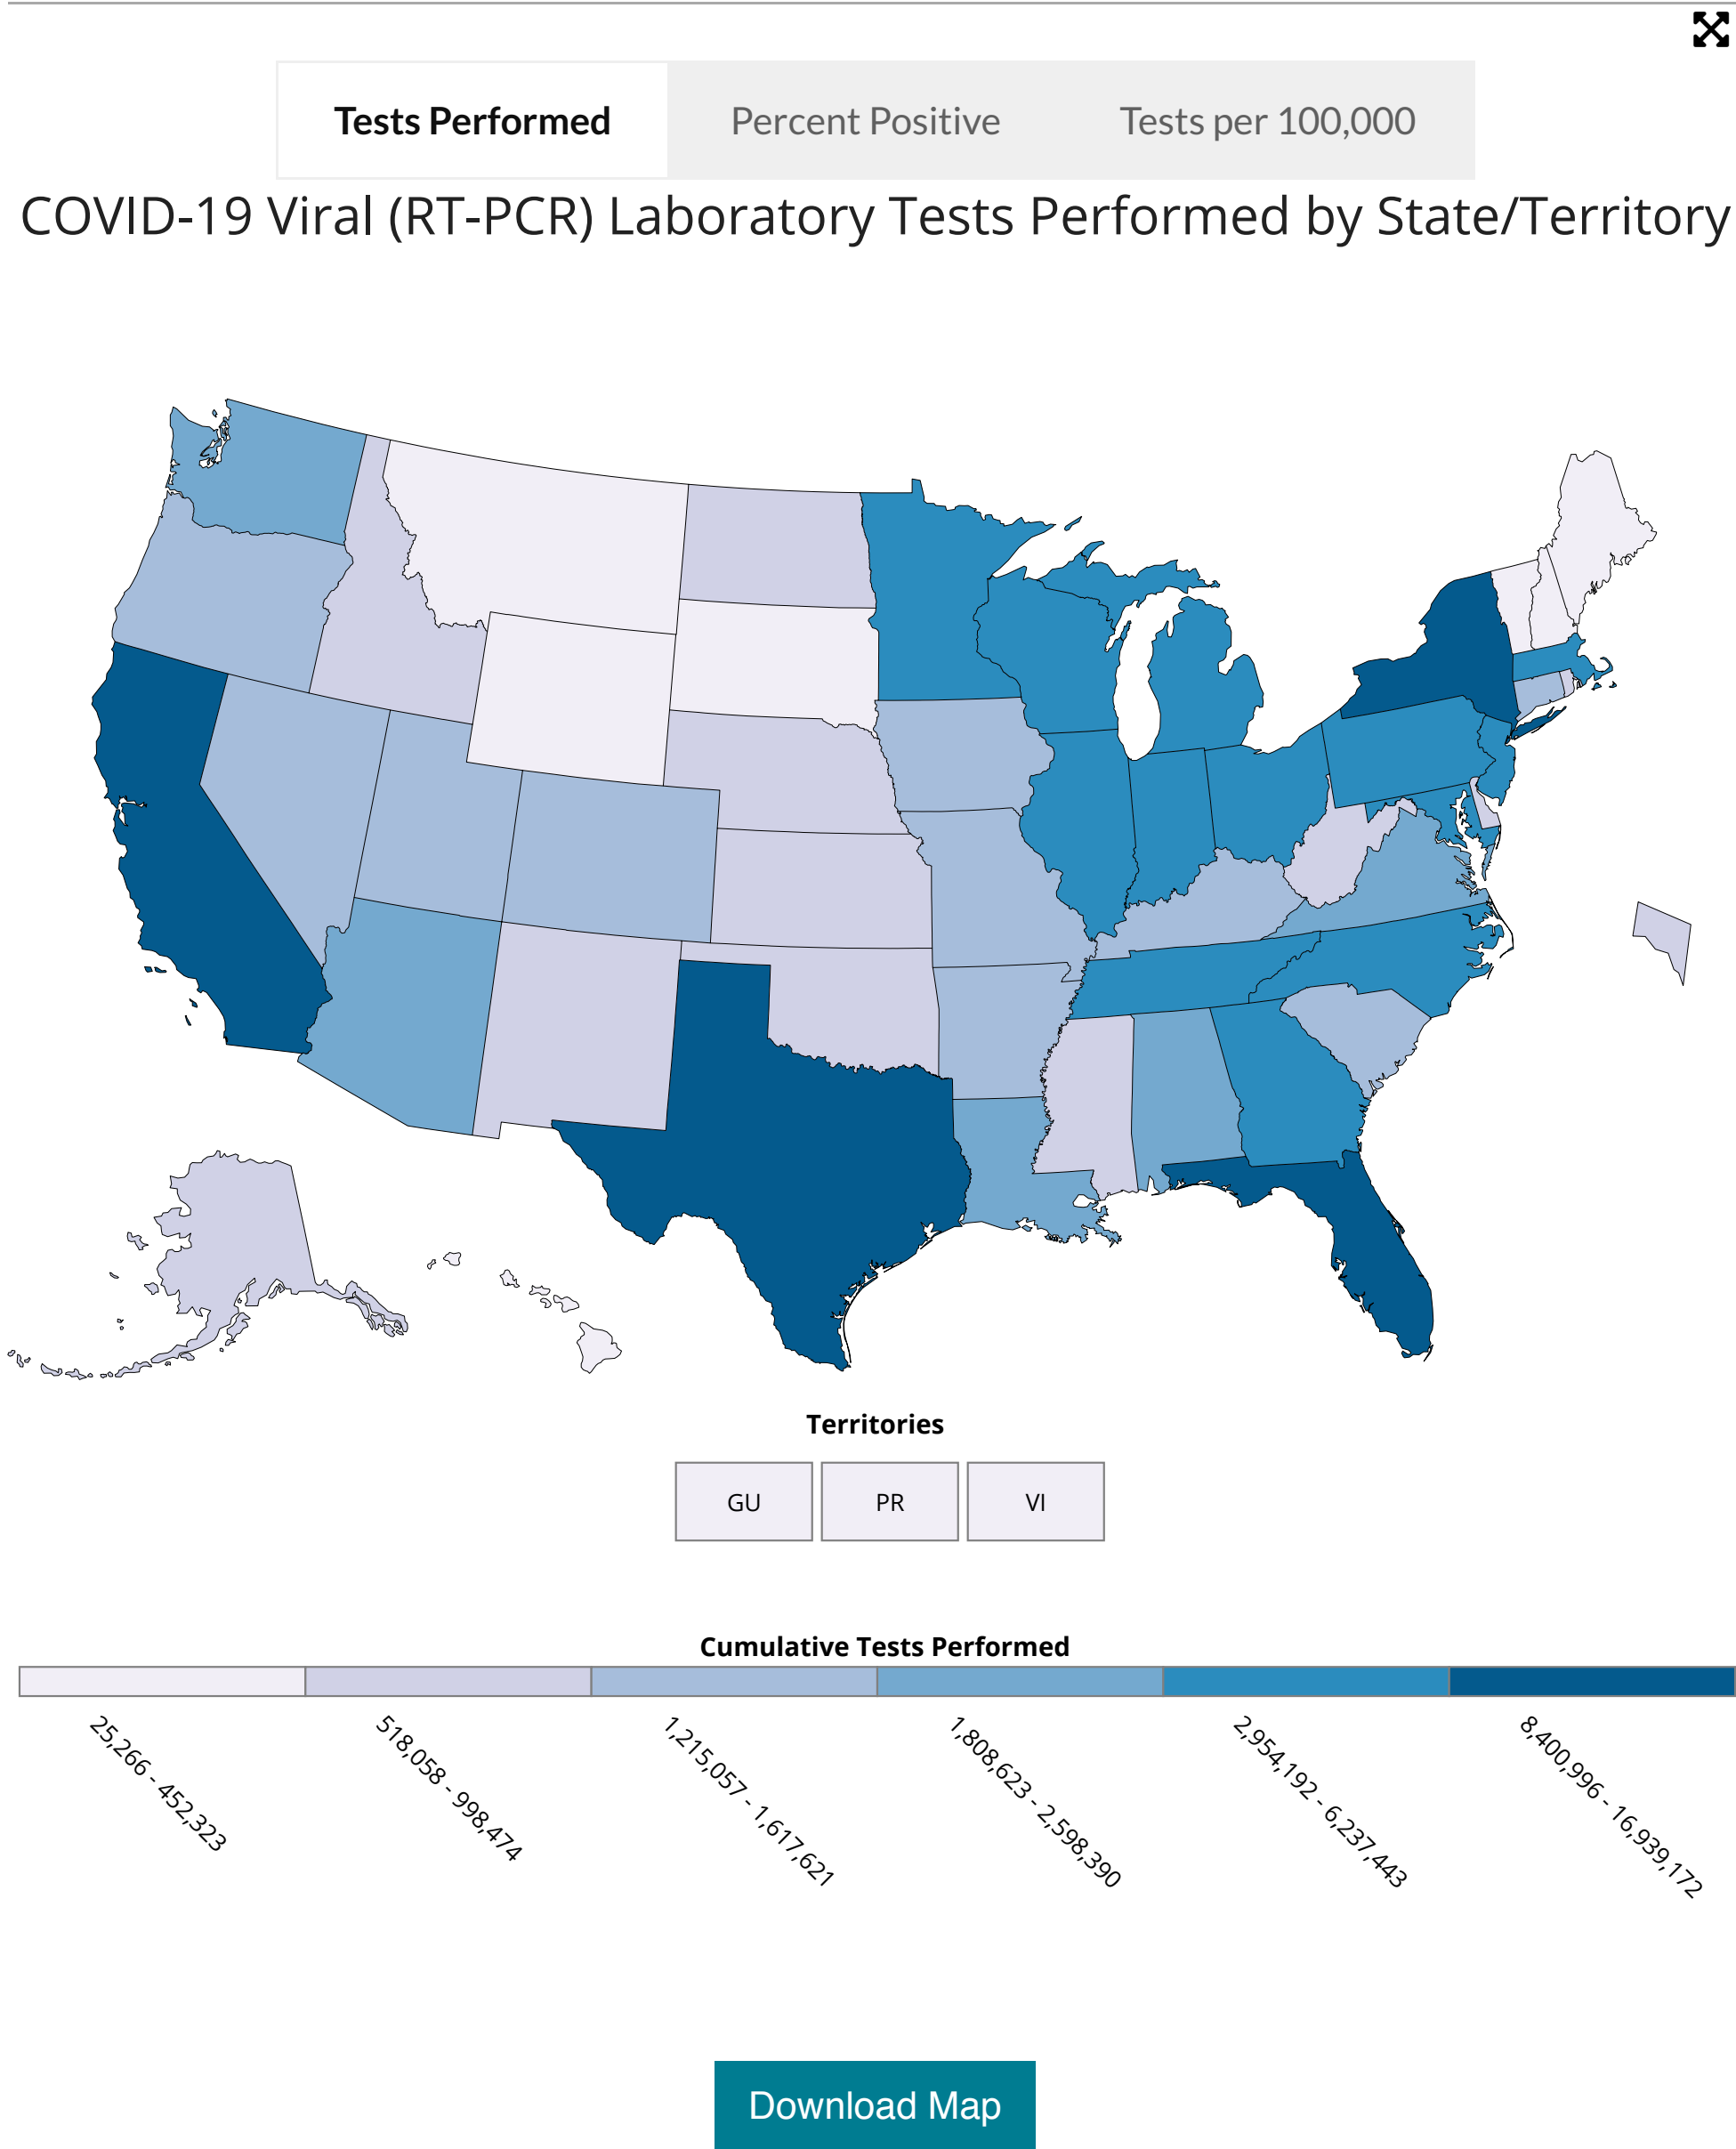 Tests Performed Percent Positive Tests per 100,000
COVID-19 Viral (RT-PCR) Laboratory Tests Performed by State/Territory
Territories
GU PR VI
Cumulative Tests Performed
25,266 - 452,323
518,058 - 998,474
1,215,057 - 1,617,621
1,808,623 - 2,598,390
2,954,192 - 6,237,443
8,400,996 - 16,939,172
Download Map